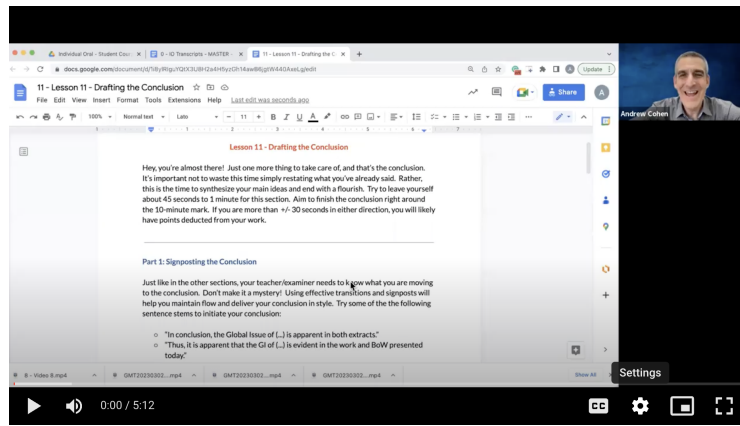 Individual Oral - Student Cou
0 - IO Transcripts - MASTER -
11 - Lesson 11 - Drafting the C
Update
11 - Lesson 11 - Drafting the Conclusion
File Edit View Insert Format Tools Extensions Help Last edit was seconds ago
Share
A
Andrew Cohen
100% Normal text Lato 11 B I U A
Lesson 11 - Drafting the Conclusion
Hey, you're almost there! Just one more thing to take care of, and that's the conclusion.
It's important not to waste this time simply restating what you've already said. Rather,
this is the time to synthesize your main ideas and end with a flourish. Try to leave yourself
about 45 seconds to 1 minute for this section. Aim to finish the conclusion right around
the 10-minute mark. If you are more than +/- 30 seconds in either direction, you will likely
have points deducted from your work.
Part 1: Signposting the Conclusion
Just like in the other sections, your teacher/examiner needs to know what you are moving
to the conclusion. Don't make it a mystery! Using effective transitions and signposts will
help you maintain flow and deliver your conclusion in style. Try some of the the following
sentence stems to initiate your conclusion:
"In conclusion, the Global Issue of (...) is apparent in both extracts."
"Thus, it is apparent that the GI of (...) is evident in the work and BoW presented
today."
8 - Video 8.mp4
GMT20230302....mp4
GMT20230302....mp4
GMT20230302....mp4
Show All
Settings
0:00 / 5:12
CC